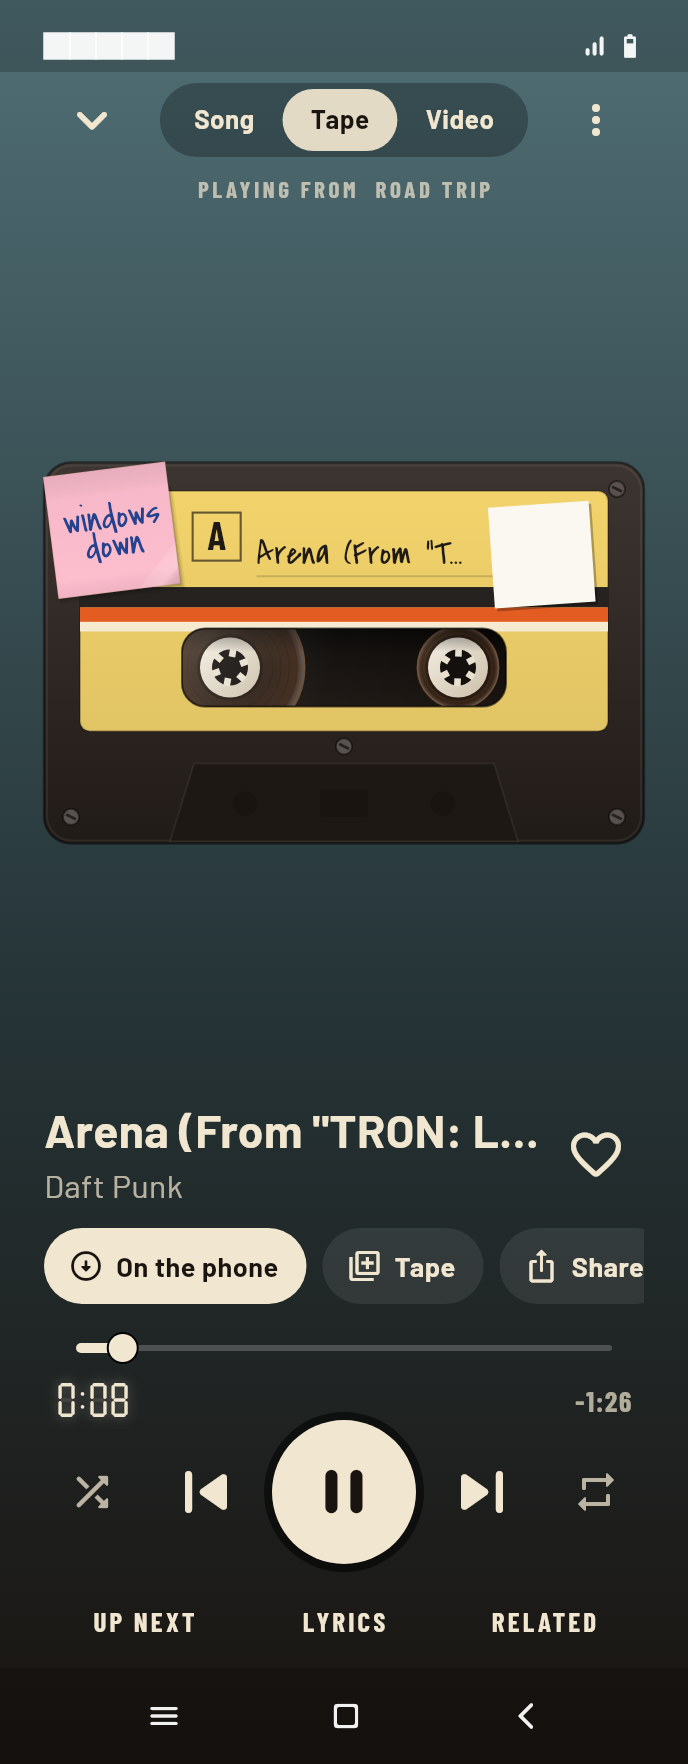 Song Tape Video
PLAYING FROM ROAD TRIP
windows
down
A
Arena (From "T...
Arena (From "TRON: L...
Daft Punk
On the phone Tape Share
0:08 -1:26
UP NEXT LYRICS RELATED